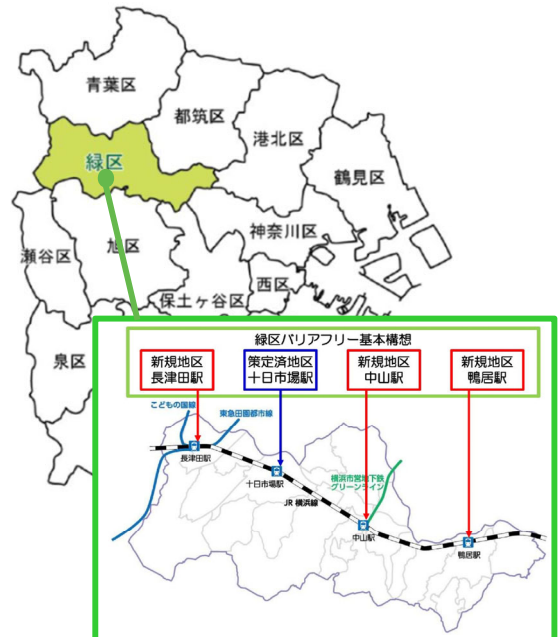 青葉区
都筑区
港北区
緑区
鶴見区
神奈川区
旭区
瀬谷区
西区
保土ヶ谷区
泉区
緑区バリアフリー基本構想
新規地区
長津田駅
策定済地区
十日市場駅
新規地区
中山駅
新規地区
鴨居駅
こどもの国線
東急田園都市線
長津田駅
十日市場駅
横浜市営地下鉄
グリーンライン
JR 横浜線
中山駅
鴨居駅